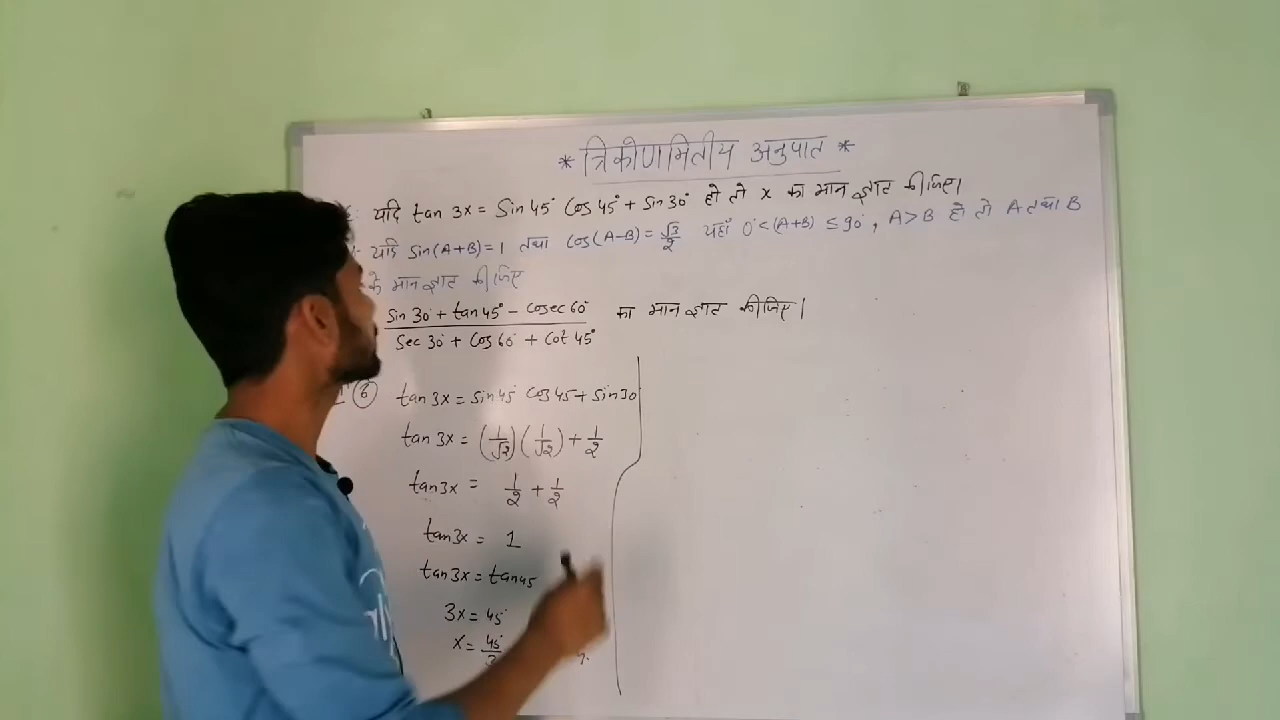 * त्रिकोणमितीय अनुपात *
यदि tan 3x = Sin 45° Cos 45° + Sin 30° हो तो x का मान ज्ञात कीजिए।
यदि Sin(A+B) = 1 तथा Cos(A-B) = √3/2 यहाँ 0° < (A+B) ≤ 90°, A>B हो तो A तथा B
के मान ज्ञात कीजिए
Sin 30° + tan 45° - Cosec 60° / Sec 30° + Cos 60° + Cot 45° का मान ज्ञात कीजिए।
6 tan 3x = Sin 45° Cos 45 + Sin 30
tan 3x = (1/√2) (1/√2) + 1/2
tan 3x = 1/2 + 1/2
tan 3x = 1
tan 3x = tan 45
3x = 45°
x = 45°/3